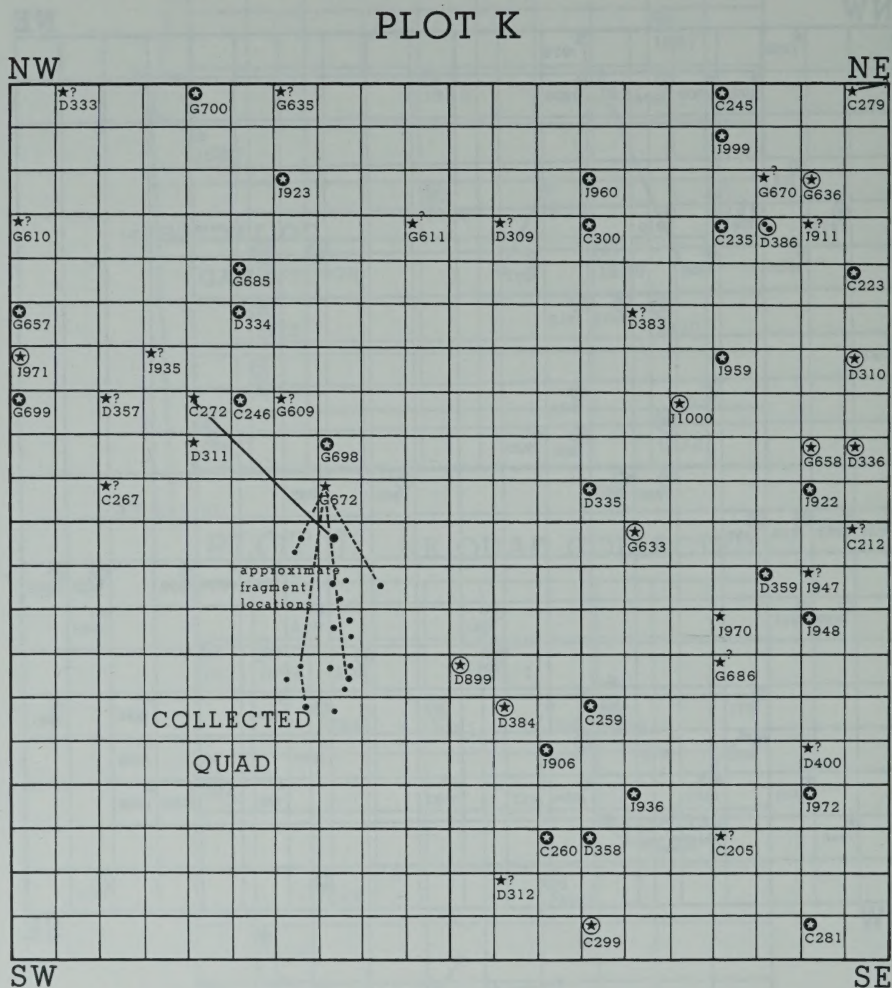 PLOT K
NW NE
★? D333 ✪ G700 ★? G635 ✪ C245 ★ C279
✪ J999
✪ J923 ✪ J960 ★? G670 ✪ G636
★? G610 ★? G611 ★? D309 ✪ C300 ✪ C235 D386 ★? J911
✪ G685 ✪ C223
✪ G657 ✪ D334 ★? D383
✪ J971 ★? J935 ✪ J959 ✪ D310
✪ G699 ★? D357 ★ C272 ✪ C246 ★? G609 ✪ J1000
★ D311 ✪ G698 ✪ G658 ✪ D336
★? C267 ★? G672 ✪ D335 ✪ J922
✪ G633 ★? C212
approximate ✪ D359 ★? J947
fragment
locations
★ J970 ✪ J948
✪ D899 ★? G686
COLLECTED ✪ D384 ✪ C259
QUAD ✪ J906 ★? D400
✪ J936 ✪ J972
✪ C260 ✪ D358 ★? C205
★? D312
✪ C299 ✪ C281
SW SE